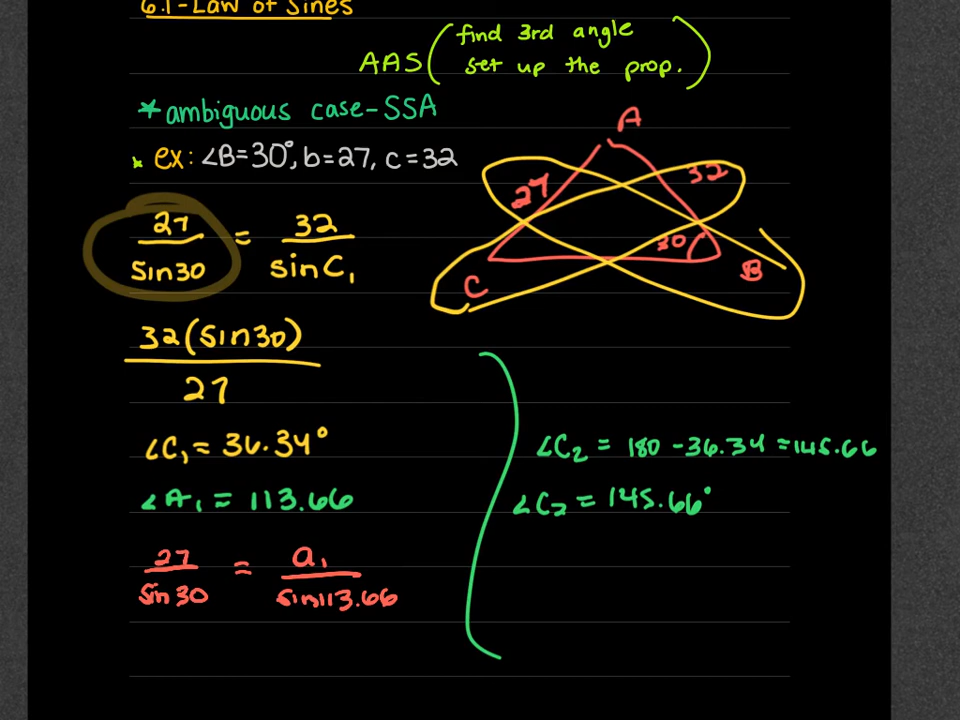 6.1-Law of Sines
AAS (find 3rd angle
set up the prop.)
*ambiguous case-SSA
* ex: ∠B=30°, b=27, c=32
27/sin30 = 32/sinC₁
32(sin30)/27
∠C₁ = 36.34°
∠A₁ = 113.66
27/sin30 = a₁/sin113.66
A
27
32
30
C
B
∠C₂ = 180 -36.34 =145.66
∠C₂ = 145.66°